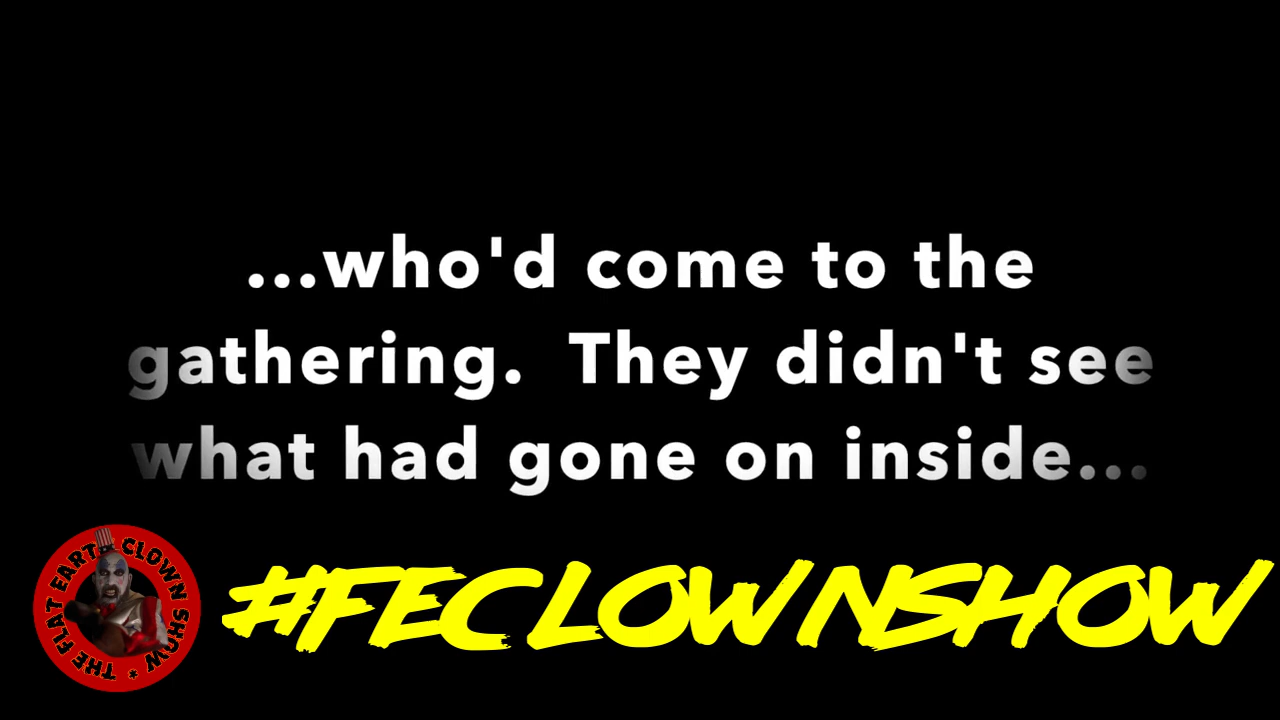 ...who'd come to the
gathering.  They didn't see
what had gone on inside...
THE FLAT EARTH CLOWN SHOW *
#FECLOWNSHOW